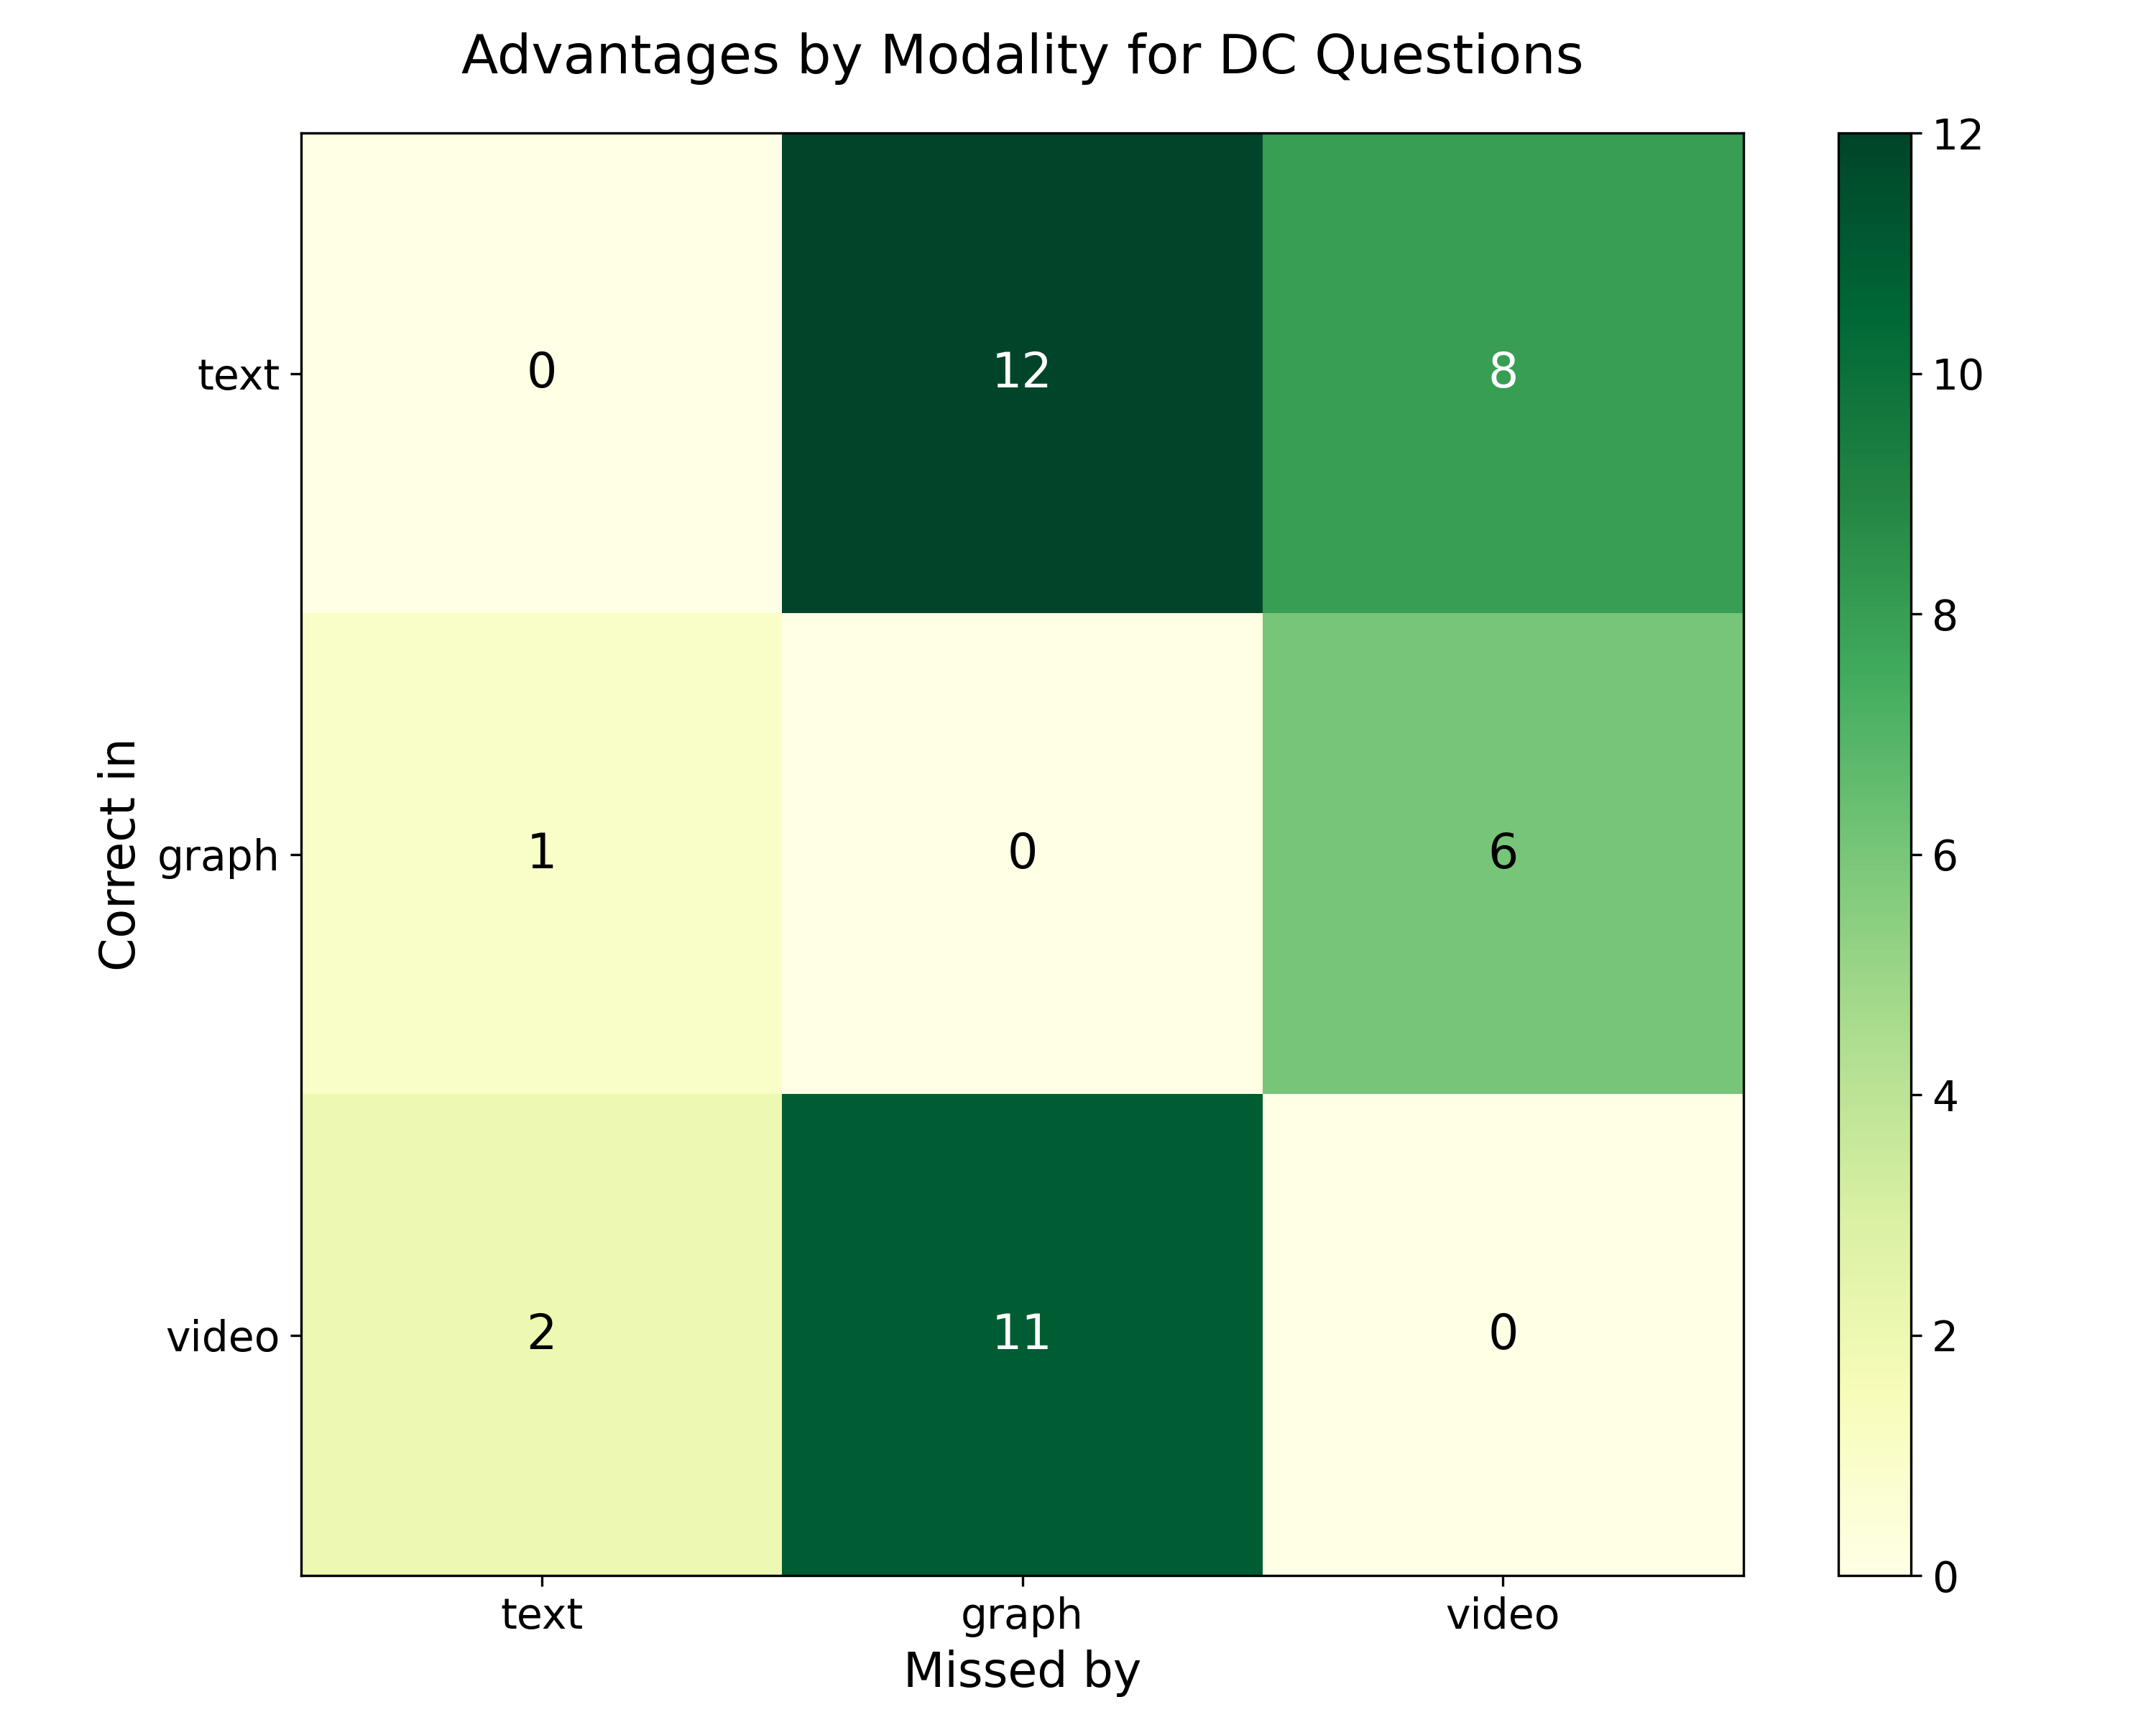 Advantages by Modality for DC Questions
Correct in
text
graph
video
0 12 8
1 0 6
2 11 0
text graph video
Missed by
12
10
8
6
4
2
0